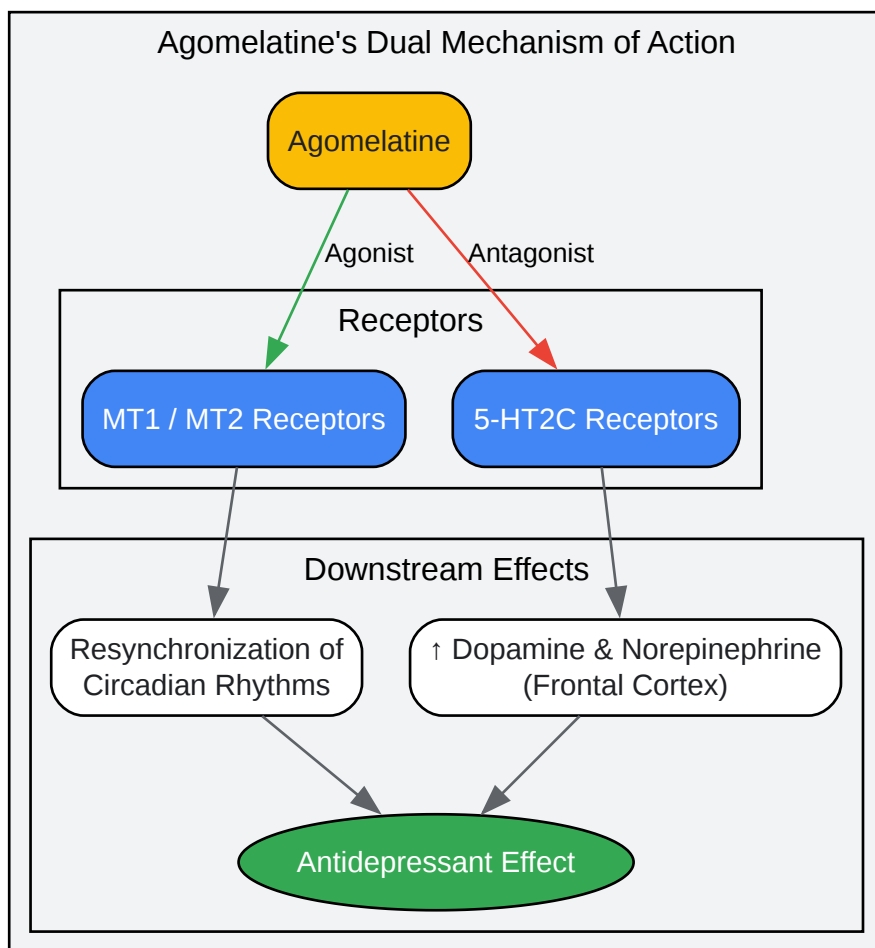 Agomelatine's Dual Mechanism of Action
Agomelatine
Agonist
Antagonist
Receptors
MT1 / MT2 Receptors
5-HT2C Receptors
Downstream Effects
Resynchronization of
Circadian Rhythms
↑ Dopamine & Norepinephrine
(Frontal Cortex)
Antidepressant Effect